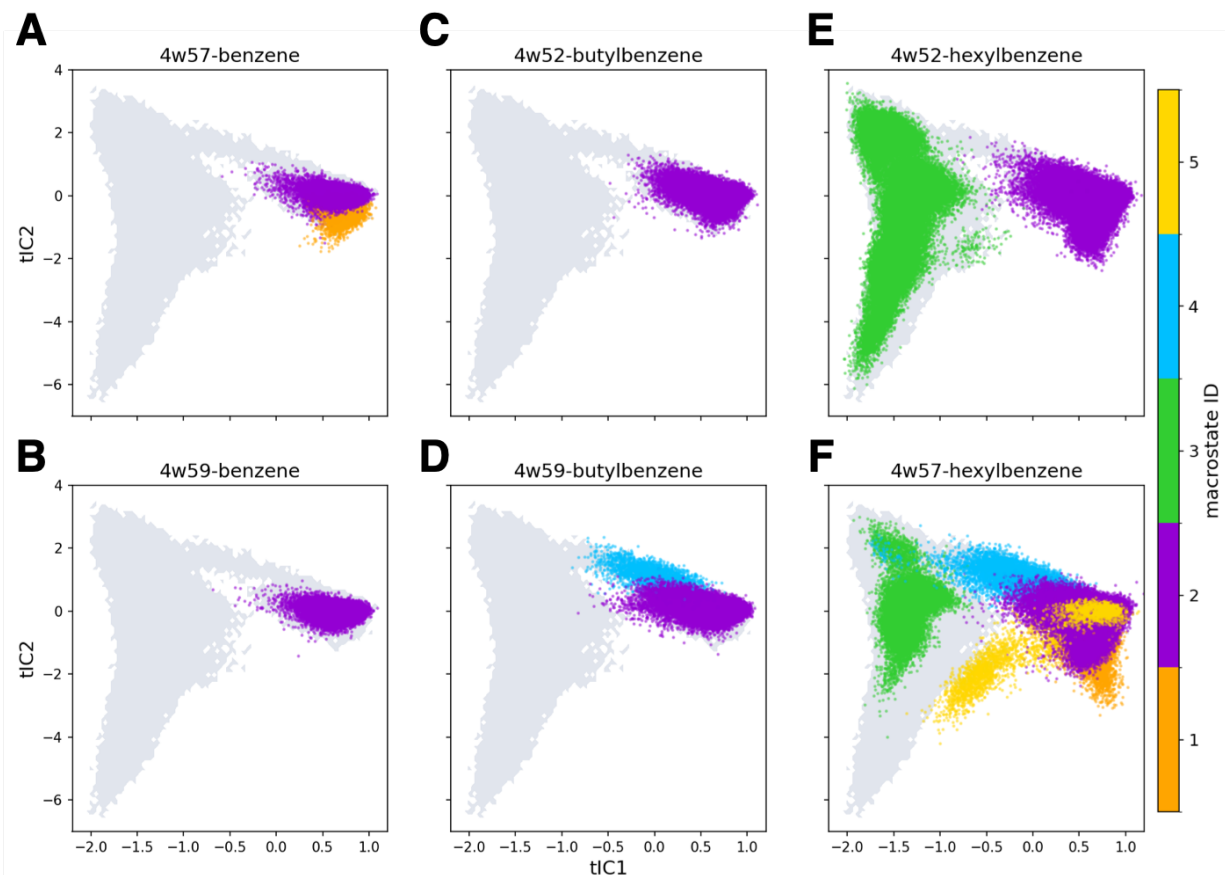 A
C
E
4w57-benzene
4w52-butylbenzene
4w52-hexylbenzene
4
2
0
−2
−4
−6
tIC2
5
4
3
2
1
macrostate ID
B
D
F
4w59-benzene
4w59-butylbenzene
4w57-hexylbenzene
4
2
0
−2
−4
−6
tIC2
−2.0 −1.5 −1.0 −0.5 0.0 0.5 1.0
−2.0 −1.5 −1.0 −0.5 0.0 0.5 1.0
−2.0 −1.5 −1.0 −0.5 0.0 0.5 1.0
tIC1